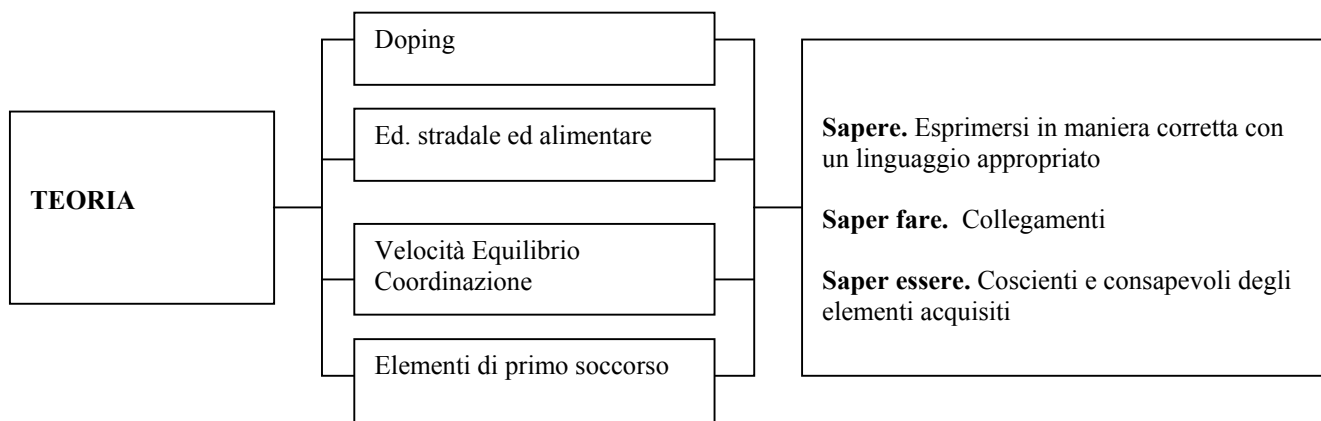 TEORIA
Doping
Ed. stradale ed alimentare
Velocità Equilibrio
Coordinazione
Elementi di primo soccorso
Sapere. Esprimersi in maniera corretta con
un linguaggio appropriato
Saper fare. Collegamenti
Saper essere. Coscienti e consapevoli degli
elementi acquisiti